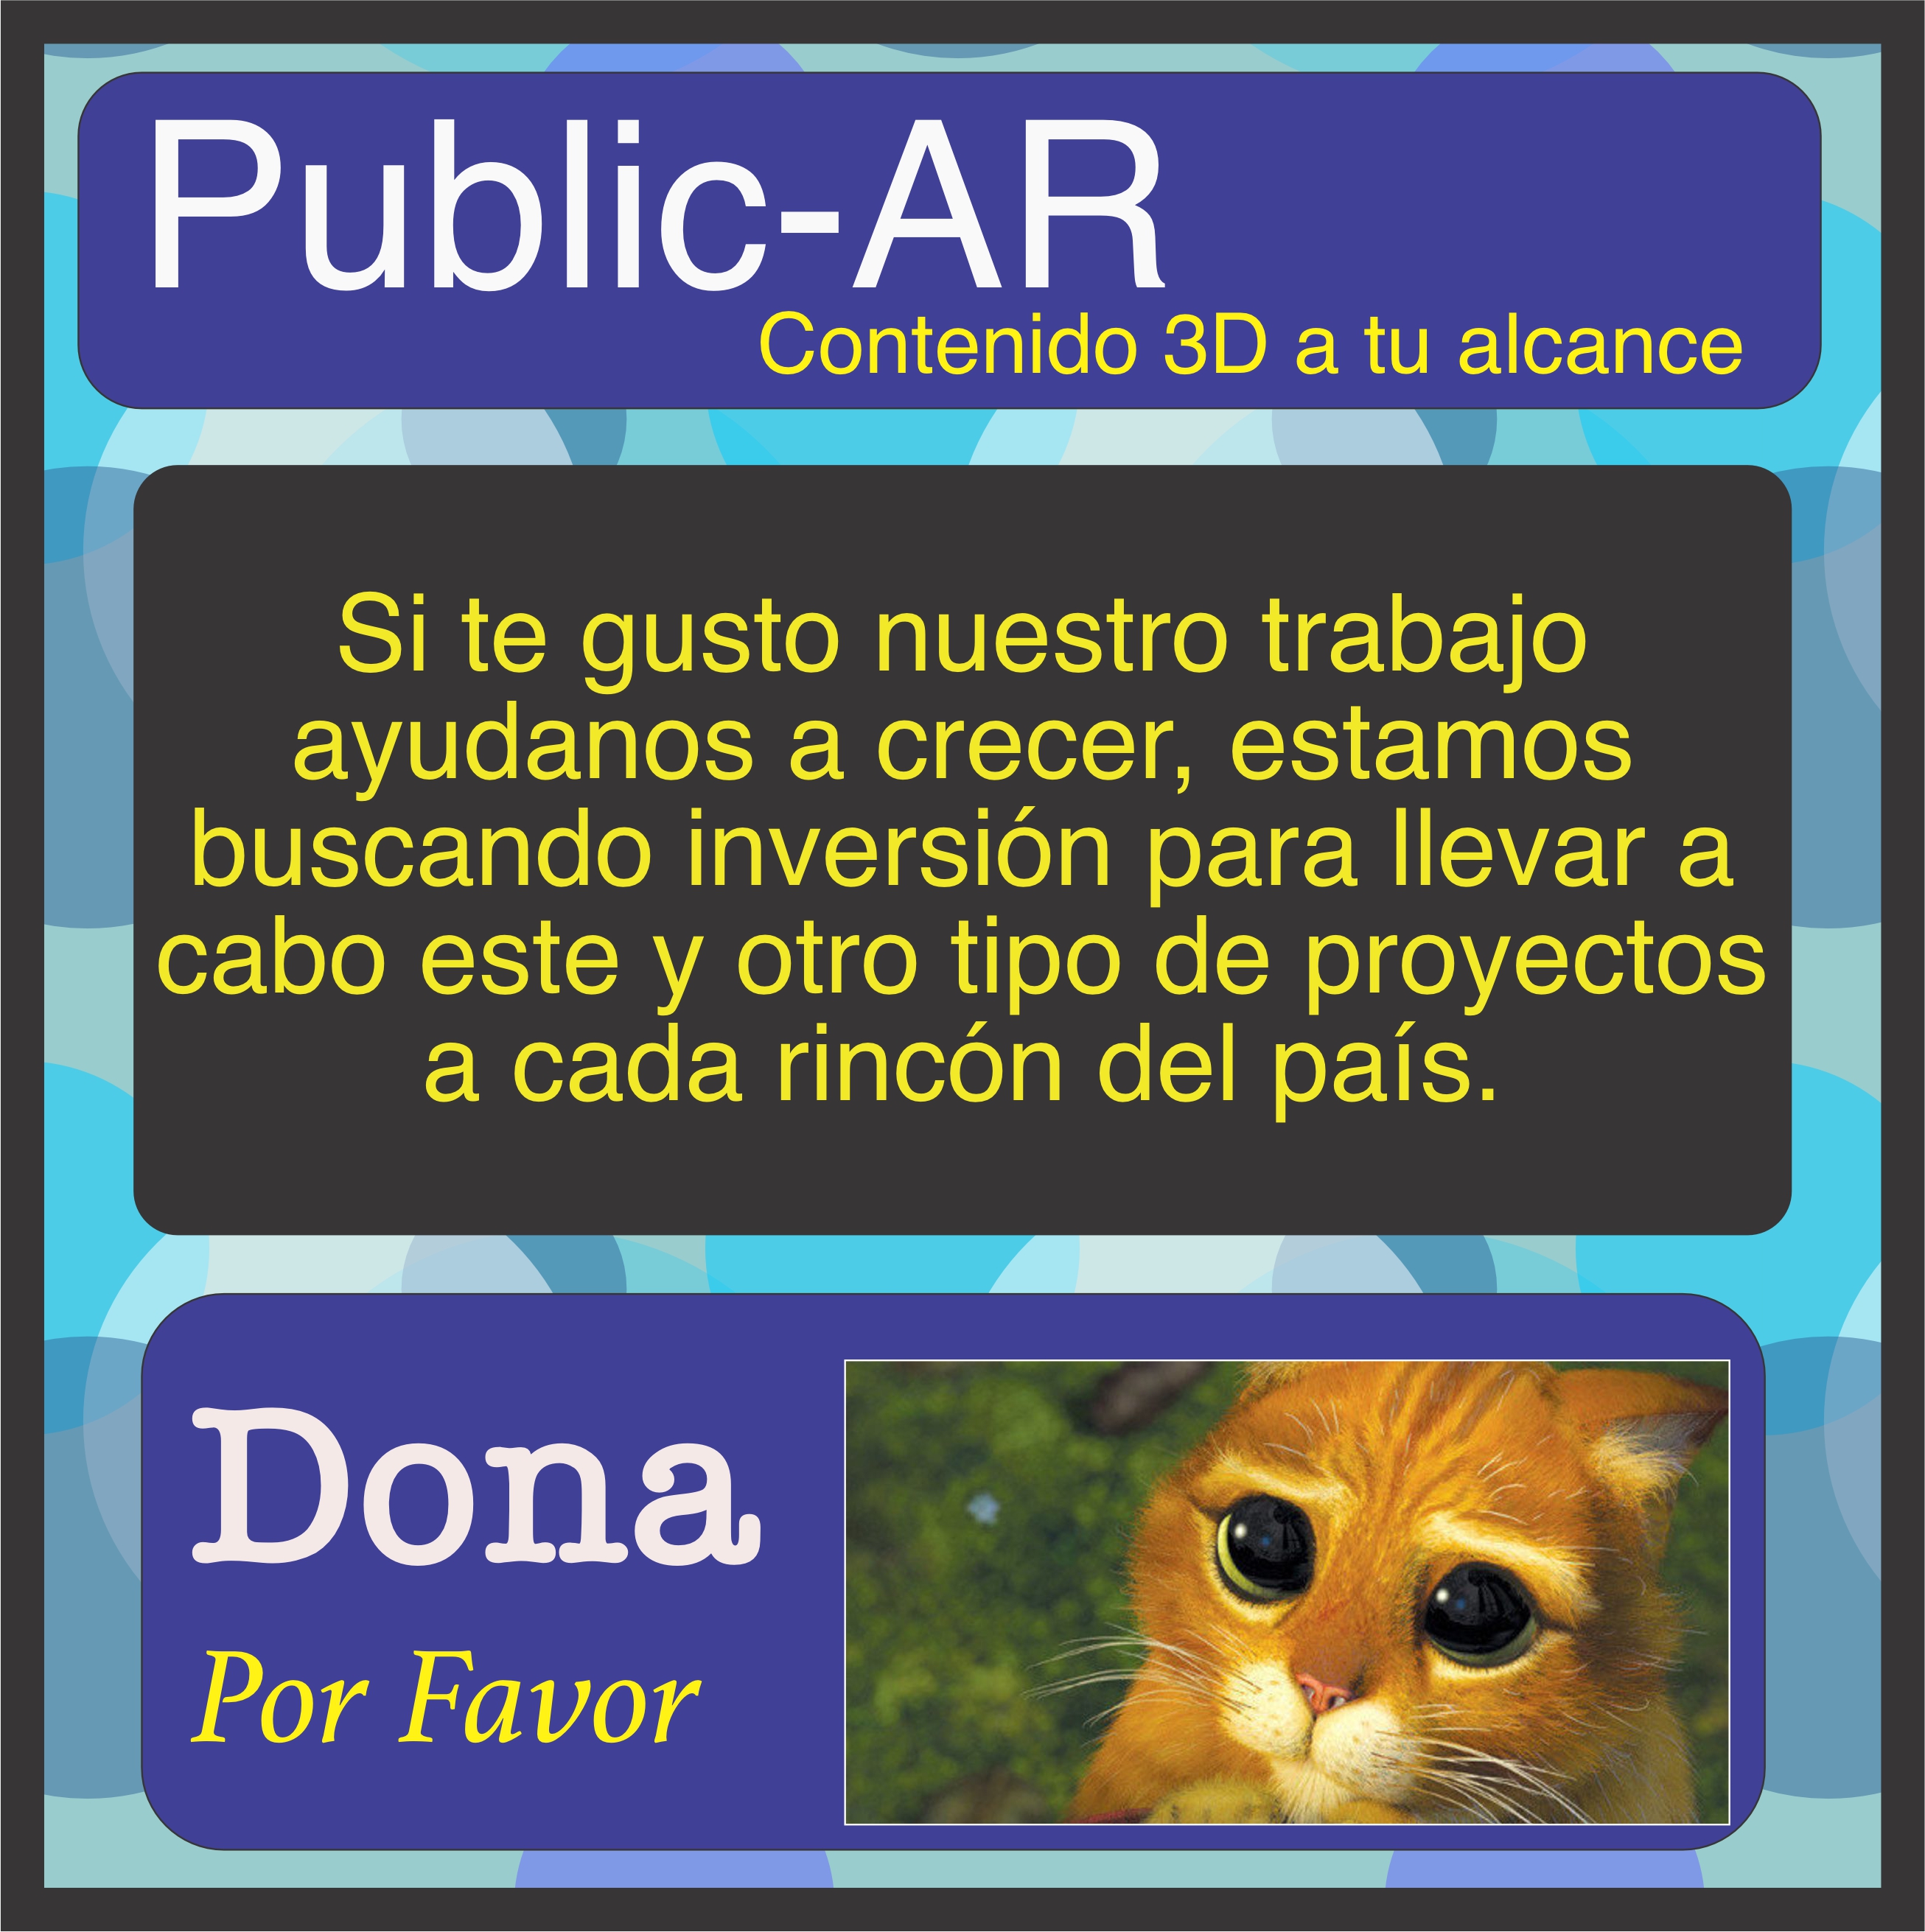 Public-AR
Contenido 3D a tu alcance
Si te gusto nuestro trabajo
ayudanos a crecer, estamos
buscando inversión para llevar a
cabo este y otro tipo de proyectos
a cada rincón del país.
Dona
Por Favor